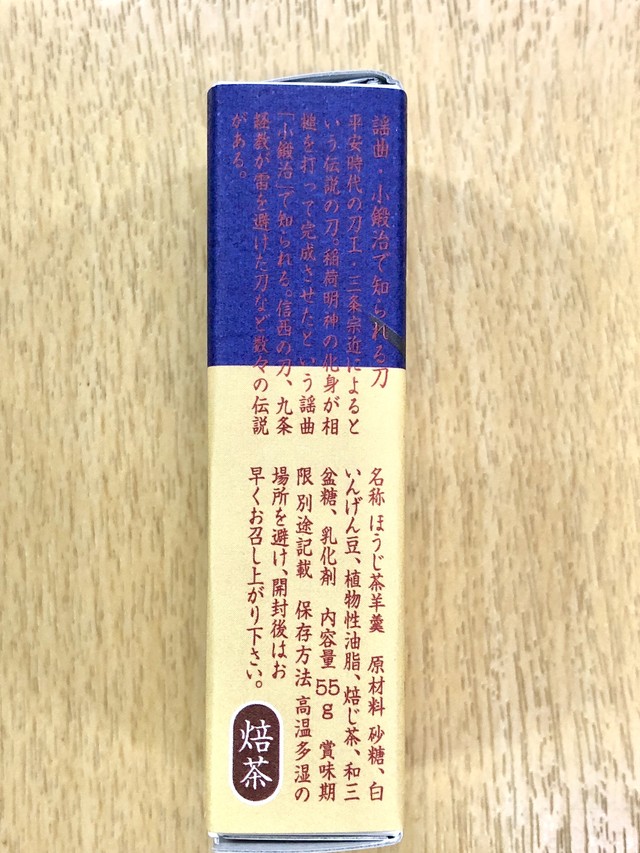 謡曲・小鍛治で知られる刀
平安時代の刀工・三条宗近によると
いう伝説の刀。稲荷明神の化身が相
槌を打って完成させたという謡曲
「小鍛治」で知られる。信西の刀、九条
兼教が雷を避けた刀など数々の伝説
がある。
名称 ほうじ茶羊羹 原材料 砂糖、白
いんげん豆、植物性油脂、焙じ茶、和三
盆糖、乳化剤 内容量 55g 賞味期
限 別途記載 保存方法 高温多湿の
場所を避け、開封後はお
早くお召し上がり下さい。
焙茶